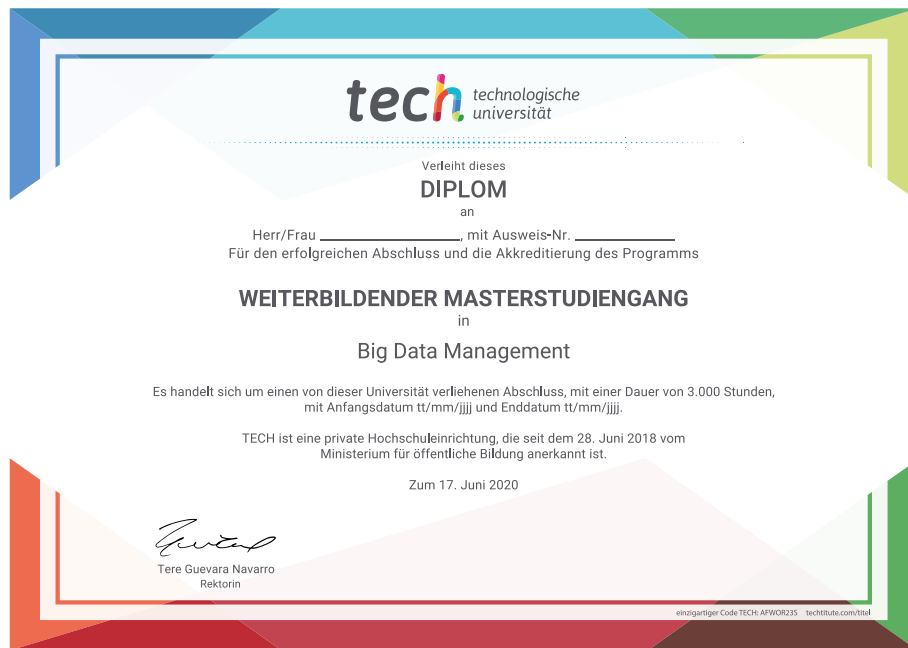 tech technologische
universität
Verleiht dieses
DIPLOM
an
Herr/Frau ____________, mit Ausweis-Nr. ____________
Für den erfolgreichen Abschluss und die Akkreditierung des Programms
WEITERBILDENDER MASTERSTUDIENGANG
in
Big Data Management
Es handelt sich um einen von dieser Universität verliehenen Abschluss, mit einer Dauer von 3.000 Stunden,
mit Anfangsdatum tt/mm/jjjj und Enddatum tt/mm/jjjj.
TECH ist eine private Hochschuleinrichtung, die seit dem 28. Juni 2018 vom
Ministerium für öffentliche Bildung anerkannt ist.
Zum 17. Juni 2020
Tere Guevara Navarro
Rektorin
einzigartiger Code TECH: AFWOR23S techtitute.com/titel